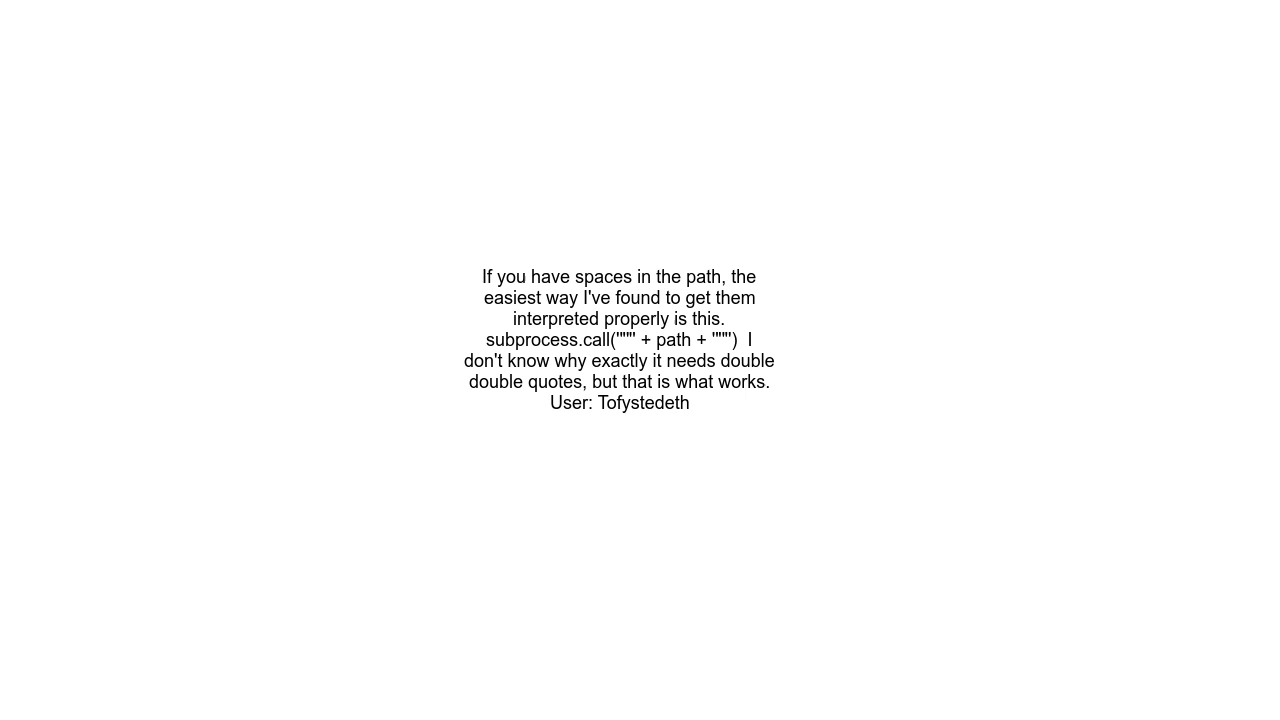 If you have spaces in the path, the
easiest way I've found to get them
interpreted properly is this.
subprocess.call('""' + path + '""')  I
don't know why exactly it needs double
double quotes, but that is what works.
User: Tofystedeth